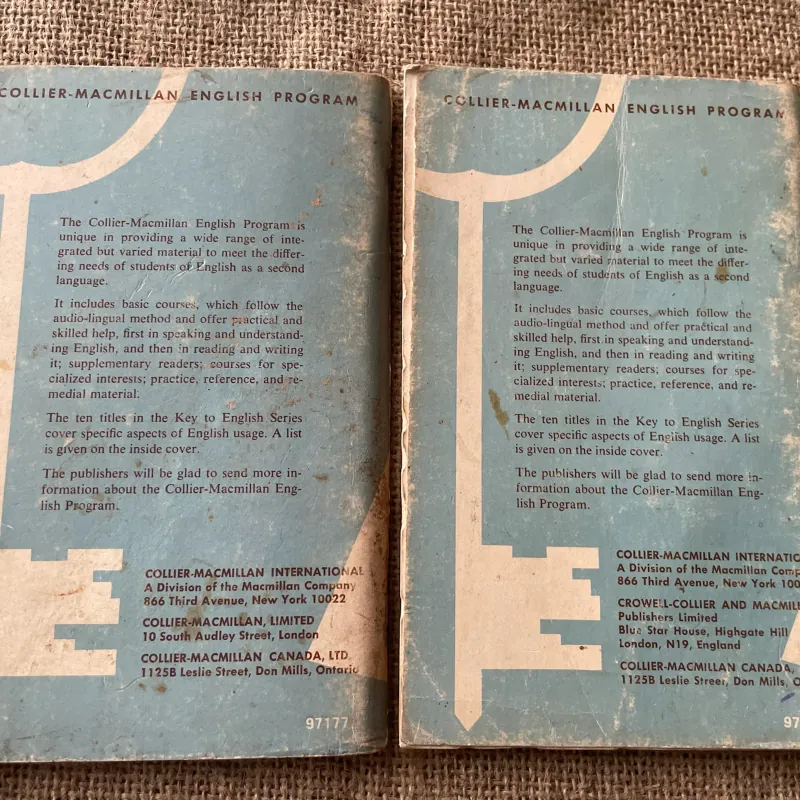 COLLIER-MACMILLAN ENGLISH PROGRAM
The Collier-Macmillan English Program is
unique in providing a wide range of inte-
grated but varied material to meet the differ-
ing needs of students of English as a second
language.
It includes basic courses, which follow the
audio-lingual method and offer practical and
skilled help, first in speaking and understand-
ing English, and then in reading and writing
it; supplementary readers; courses for spe-
cialized interests; practice, reference, and re-
medial material.
The ten titles in the Key to English Series
cover specific aspects of English usage. A list
is given on the inside cover.
The publishers will be glad to send more in-
formation about the Collier-Macmillan Eng-
lish Program.
COLLIER-MACMILLAN INTERNATIONAL
A Division of the Macmillan Company
866 Third Avenue, New York 10022
COLLIER-MACMILLAN, LIMITED
10 South Audley Street, London
COLLIER-MACMILLAN CANADA, LTD.
1125B Leslie Street, Don Mills, Ontario
97177
COLLIER-MACMILLAN ENGLISH PROGRAM
The Collier-Macmillan English Program is
unique in providing a wide range of inte-
grated but varied material to meet the differ-
ing needs of students of English as a second
language.
It includes basic courses, which follow the
audio-lingual method and offer practical and
skilled help, first in speaking and understand-
ing English, and then in reading and writing
it; supplementary readers; courses for spe-
cialized interests; practice, reference, and re-
medial material.
The ten titles in the Key to English Series
cover specific aspects of English usage. A list
is given on the inside cover.
The publishers will be glad to send more in-
formation about the Collier-Macmillan Eng-
lish Program.
COLLIER-MACMILLAN
A Division of the Macmillan
866 Third Avenue, New York
CROWELL-COLLIER AND
Publishers Limited
Blue Star House, Highgate Hill
London, N19, England
COLLIER-MACMILLAN CANADA,
1125B Leslie Street, Don Mills,